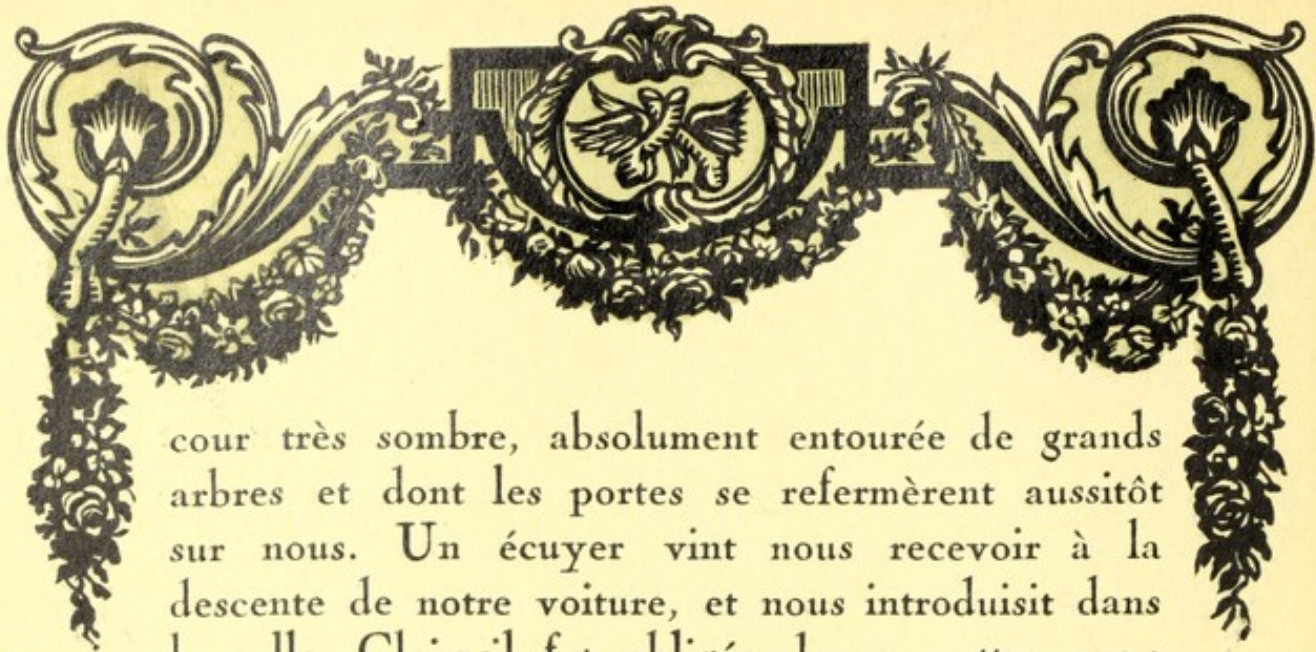 cour très sombre, absolument entourée de grands
arbres et dont les portes se refermèrent aussitôt
sur nous. Un écuyer vint nous recevoir à la
descente de notre voiture, et nous introduisit dans